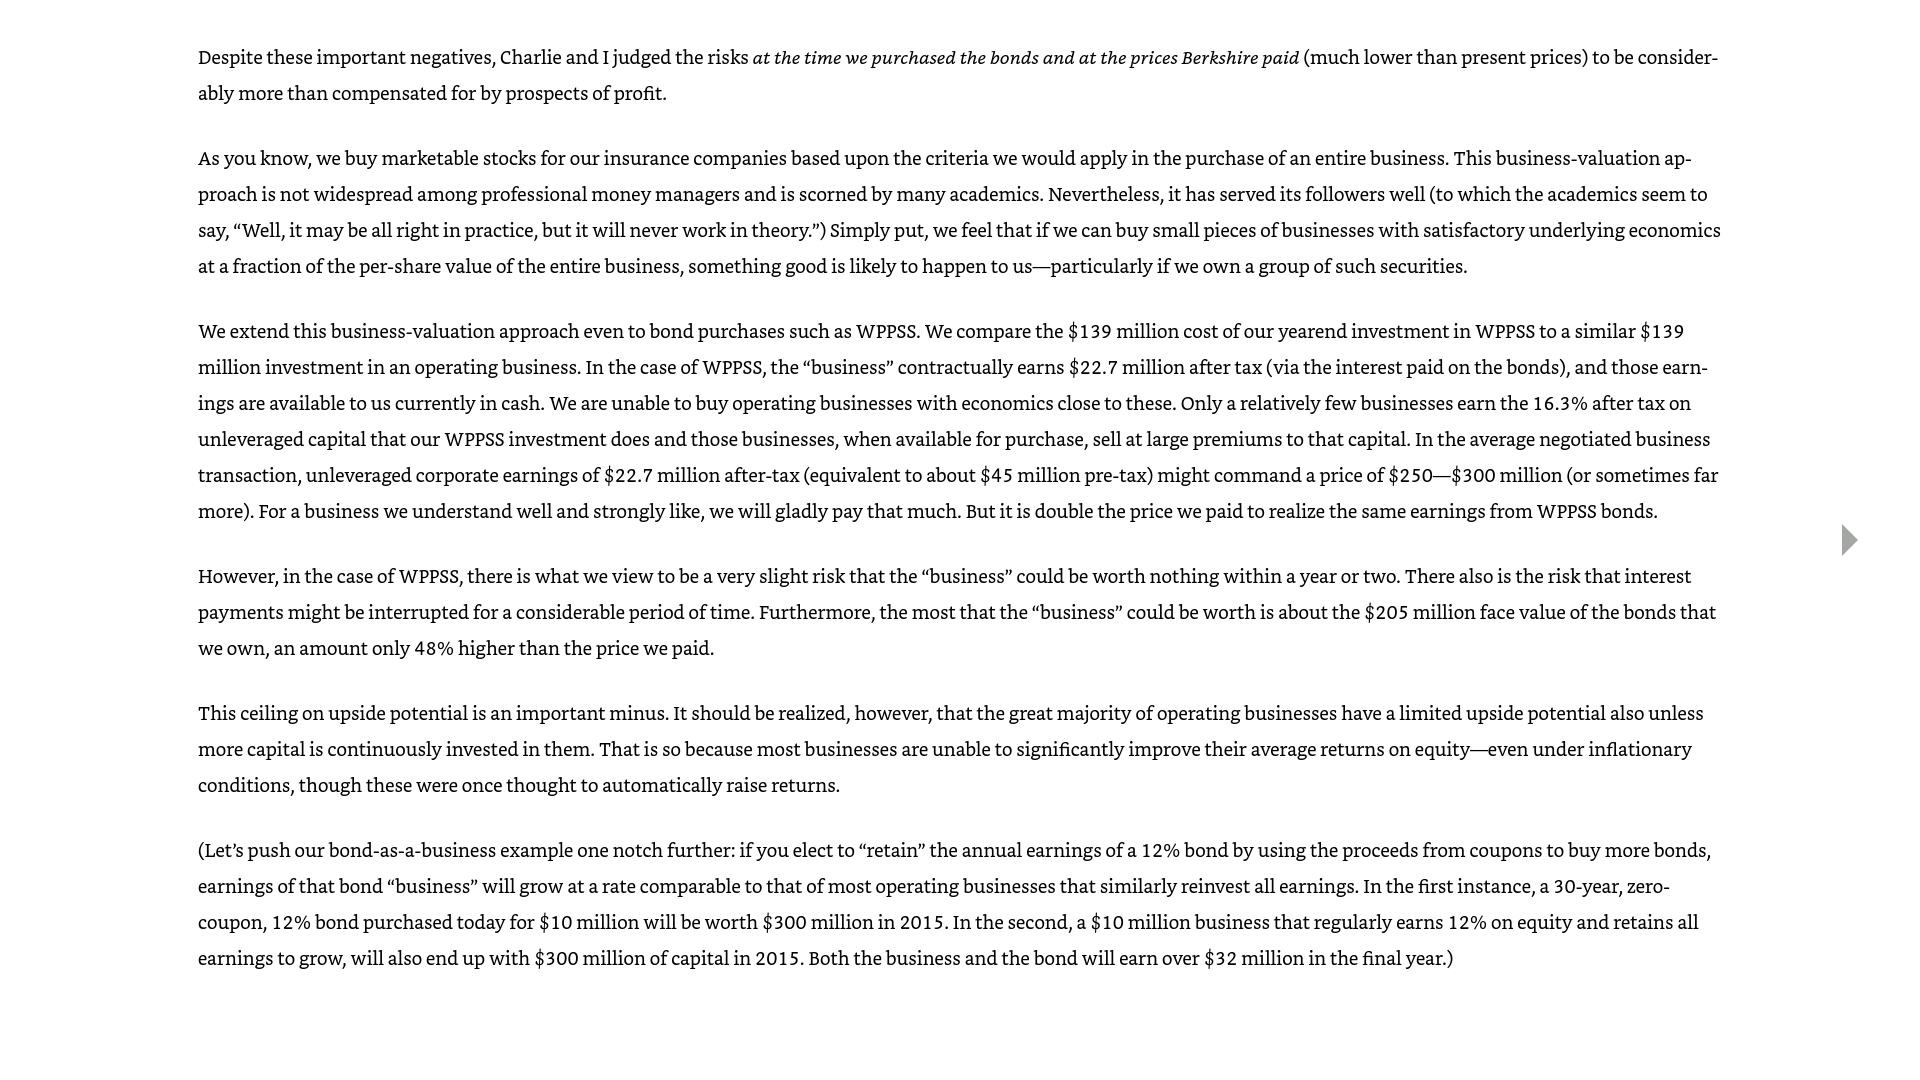 Despite these important negatives, Charlie and I judged the risks at the time we purchased the bonds and at the prices Berkshire paid (much lower than present prices) to be consider-
ably more than compensated for by prospects of profit.
As you know, we buy marketable stocks for our insurance companies based upon the criteria we would apply in the purchase of an entire business. This business-valuation ap-
proach is not widespread among professional money managers and is scorned by many academics. Nevertheless, it has served its followers well (to which the academics seem to
say, “Well, it may be all right in practice, but it will never work in theory.”) Simply put, we feel that if we can buy small pieces of businesses with satisfactory underlying economics
at a fraction of the per-share value of the entire business, something good is likely to happen to us—particularly if we own a group of such securities.
We extend this business-valuation approach even to bond purchases such as WPPSS. We compare the $139 million cost of our yearend investment in WPPSS to a similar $139
million investment in an operating business. In the case of WPPSS, the “business” contractually earns $22.7 million after tax (via the interest paid on the bonds), and those earn-
ings are available to us currently in cash. We are unable to buy operating businesses with economics close to these. Only a relatively few businesses earn the 16.3% after tax on
unleveraged capital that our WPPSS investment does and those businesses, when available for purchase, sell at large premiums to that capital. In the average negotiated business
transaction, unleveraged corporate earnings of $22.7 million after-tax (equivalent to about $45 million pre-tax) might command a price of $250—$300 million (or sometimes far
more). For a business we understand well and strongly like, we will gladly pay that much. But it is double the price we paid to realize the same earnings from WPPSS bonds.
However, in the case of WPPSS, there is what we view to be a very slight risk that the “business” could be worth nothing within a year or two. There also is the risk that interest
payments might be interrupted for a considerable period of time. Furthermore, the most that the “business” could be worth is about the $205 million face value of the bonds that
we own, an amount only 48% higher than the price we paid.
This ceiling on upside potential is an important minus. It should be realized, however, that the great majority of operating businesses have a limited upside potential also unless
more capital is continuously invested in them. That is so because most businesses are unable to significantly improve their average returns on equity—even under inflationary
conditions, though these were once thought to automatically raise returns.
(Let’s push our bond-as-a-business example one notch further: if you elect to “retain” the annual earnings of a 12% bond by using the proceeds from coupons to buy more bonds,
earnings of that bond “business” will grow at a rate comparable to that of most operating businesses that similarly reinvest all earnings. In the first instance, a 30-year, zero-
coupon, 12% bond purchased today for $10 million will be worth $300 million in 2015. In the second, a $10 million business that regularly earns 12% on equity and retains all
earnings to grow, will also end up with $300 million of capital in 2015. Both the business and the bond will earn over $32 million in the final year.)